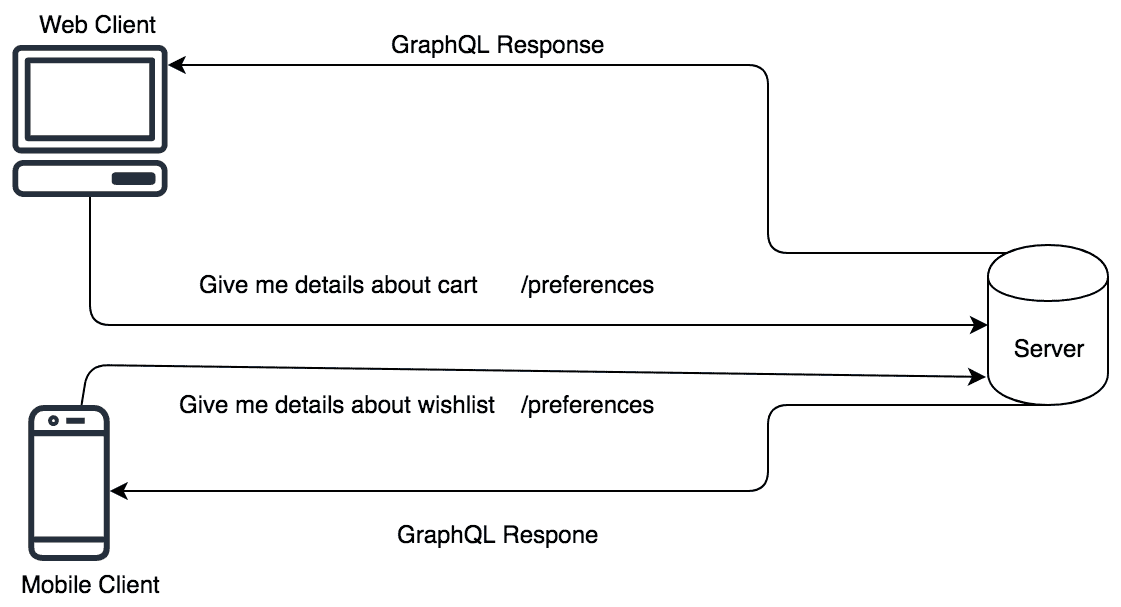 Web Client
GraphQL Response
Give me details about cart /preferences
Server
Give me details about wishlist /preferences
GraphQL Respone
Mobile Client